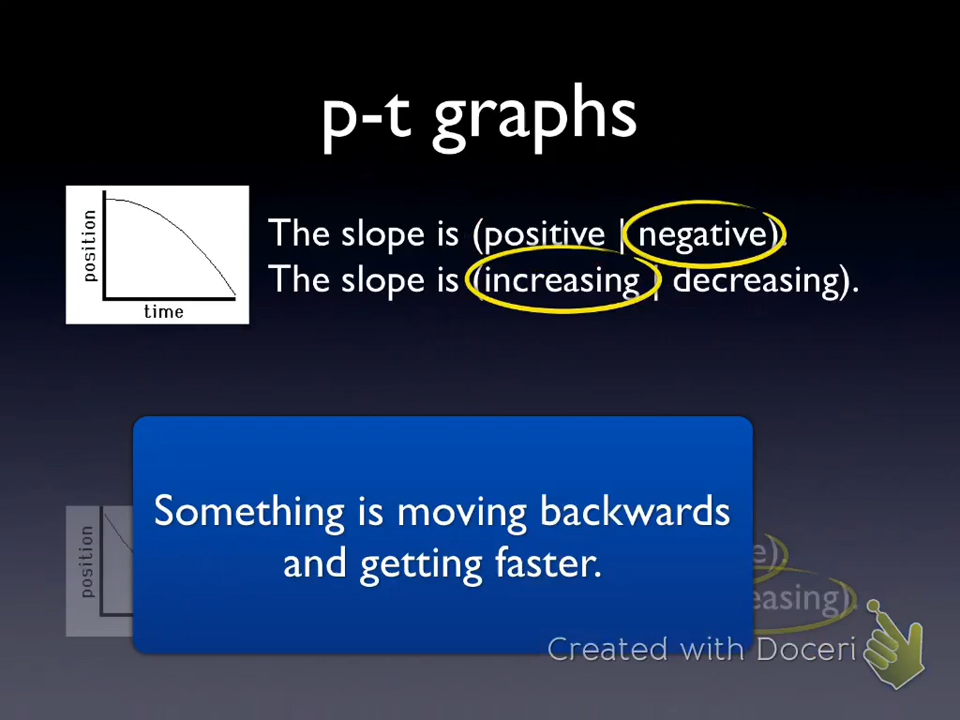 p-t graphs
position
time
The slope is (positive | negative).
The slope is (increasing | decreasing).
Something is moving backwards
and getting faster.
position
Created with Doceri